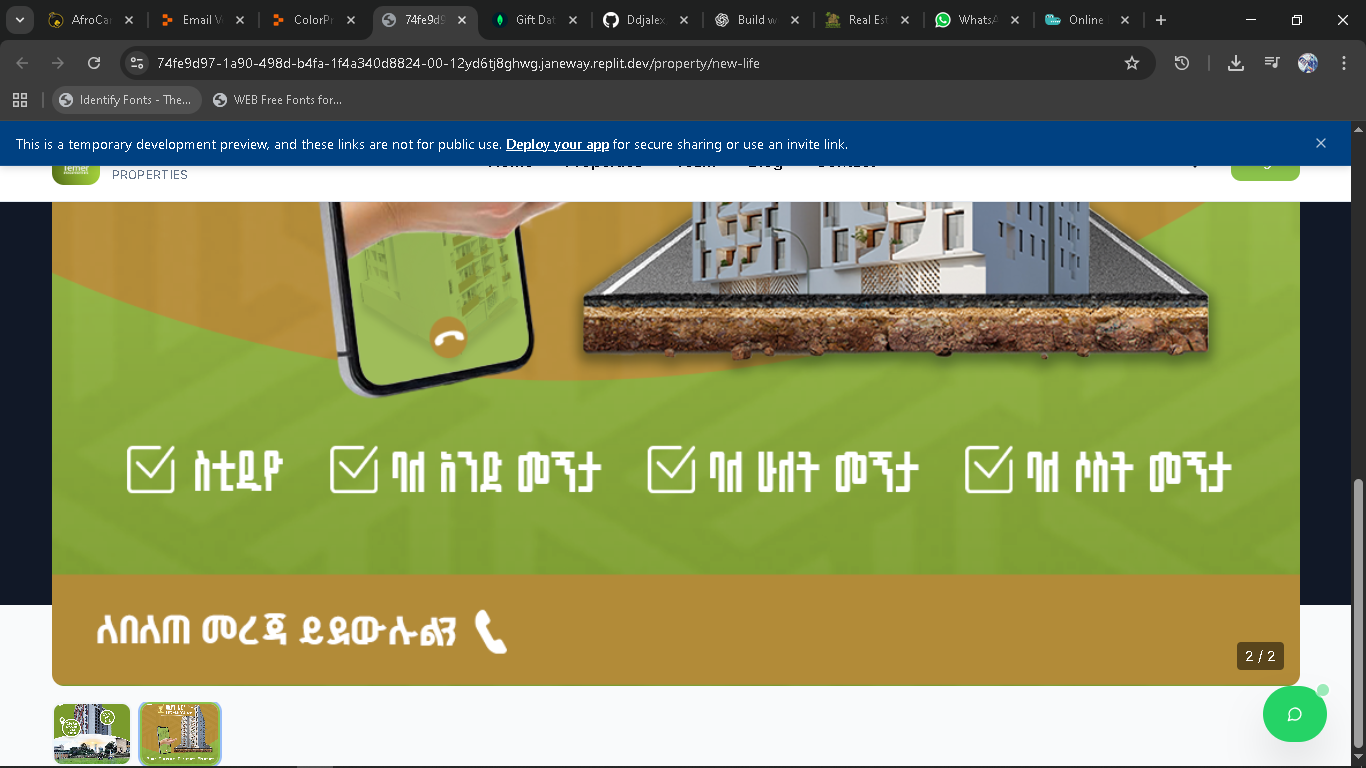 AfroCar
Email V
ColorPr
74fe9d9
Gift Dat
Ddjalex
Build w
Real Est
WhatsA
Online
74fe9d97-1a90-498d-b4fa-1f4a340d8824-00-12yd6tj8ghwg.janeway.replit.dev/property/new-life
Identify Fonts - The...
WEB Free Fonts for...
This is a temporary development preview, and these links are not for public use. Deploy your app for secure sharing or use an invite link.
PROPERTIES
ስቲዲዮ
ባለ አንድ መኝታ
ባለ ሁለት መኝታ
ባለ ሶስት መኝታ
ለበለጠ መረጃ ይደውሉልን
2 / 2